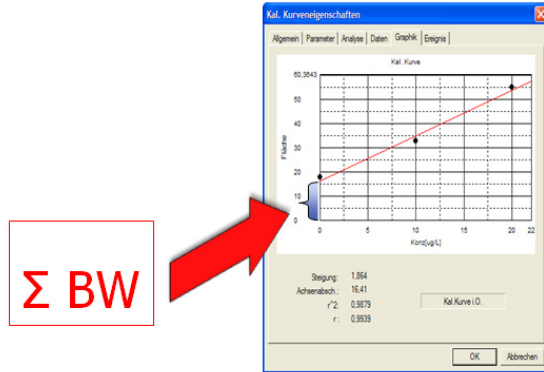 Kal. Kurveneigenschaften
Allgemein Parameter Analyse Daten Graphik Ereignis
Kal. Kurve
60,3643
50
40
30
20
10
0
Fläche
0 5 10 15 20 22
Konz[ug/L]
Σ BW
Steigung: 1,864
Achsenabsch.: 16,41
r^2: 0,9879
r: 0,9939
Kal.Kurve i.O.
OK Abbrechen